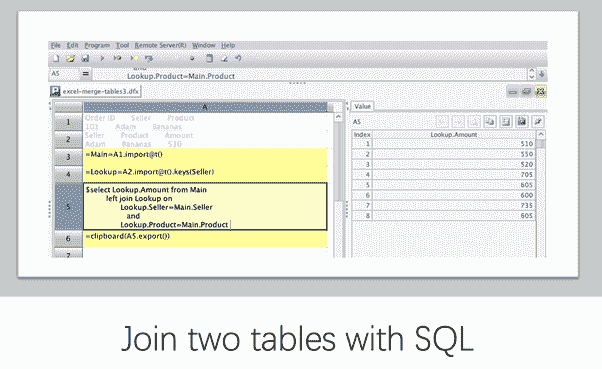 File Edit Program Tool Remote Server(R) Window Help
A5 = and
Lookup.Product=Main.Product
excel-merge-tables3.dfx
A
1 Order ID Seller Product
101 Adam Bananas
2 Seller Product Amount
Adam Bananas 510
3 =Main=A1.import@t()
4 =Lookup=A2.import@t().keys(Seller)
5 $select Lookup.Amount from Main
left join Lookup on
Lookup.Seller=Main.Seller
and
Lookup.Product=Main.Product
6 =clipboard(A5.export())
7
Value
A5
Index Lookup.Amount
1 510
2 550
3 520
4 705
5 805
6 600
7 735
8 605
Join two tables with SQL